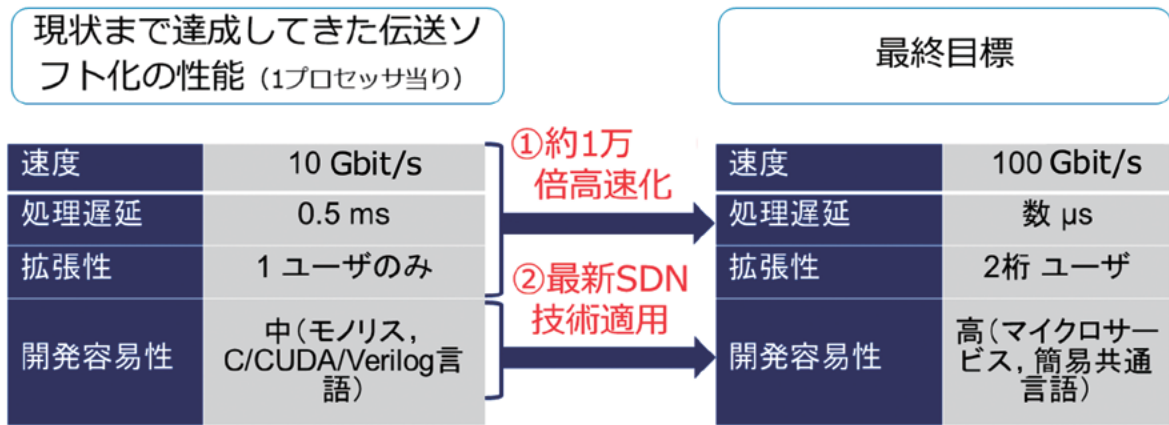 現状まで達成してきた伝送ソ
フト化の性能（1プロセッサ当り）
最終目標
速度
10 Gbit/s
処理遅延
0.5 ms
拡張性
1 ユーザのみ
開発容易性
中（モノリス，
C/CUDA/Verilog言
語）
①約1万
倍高速化
②最新SDN
技術適用
速度
100 Gbit/s
処理遅延
数 μs
拡張性
2桁 ユーザ
開発容易性
高（マイクロサー
ビス, 簡易共通
言語）